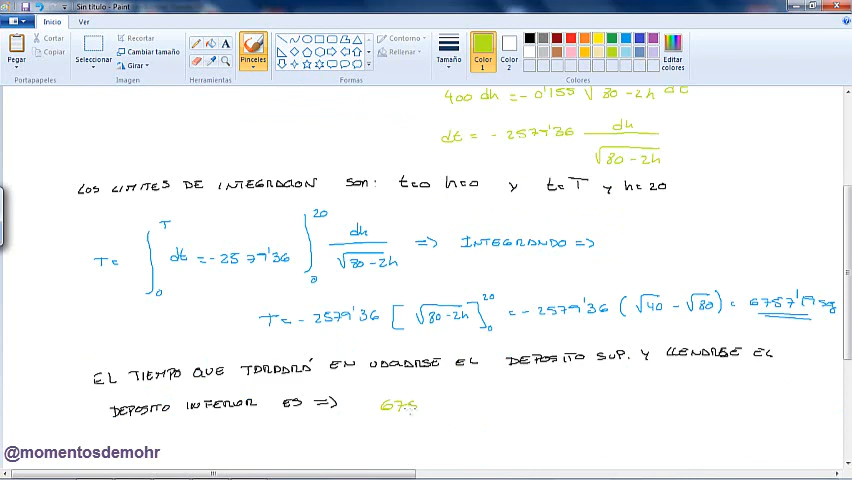 Sin título - Paint
Inicio Ver
Pegar
Cortar
Copiar
Portapapeles
Seleccionar
Recortar
Cambiar tamaño
Girar
Imagen
Herramientas
Pinceles
Contorno
Rellenar
Formas
Tamaño
Color 1
Color 2
Editar colores
Colores
400 dh = - 0'155 √80-2h dt
dt = - 2579'36 dh / √80-2h
LOS LIMITES DE INTEGRACION SON: t=0 h=0 y t=T y h=20
T= ∫₀ᵀ dt = -2579'36 ∫₀²⁰ dh / √80-2h => INTEGRANDO =>
T= - 2579'36 [ √80-2h ]₀²⁰ = - 2579'36 ( √40 - √80 ) = 6757'19 sg
EL TIEMPO QUE TARDARÁ EN VACIARSE EL DEPOSITO SUP. Y LLENARSE EL
DEPOSITO INFERIOR ES => 675
@momentosdemohr